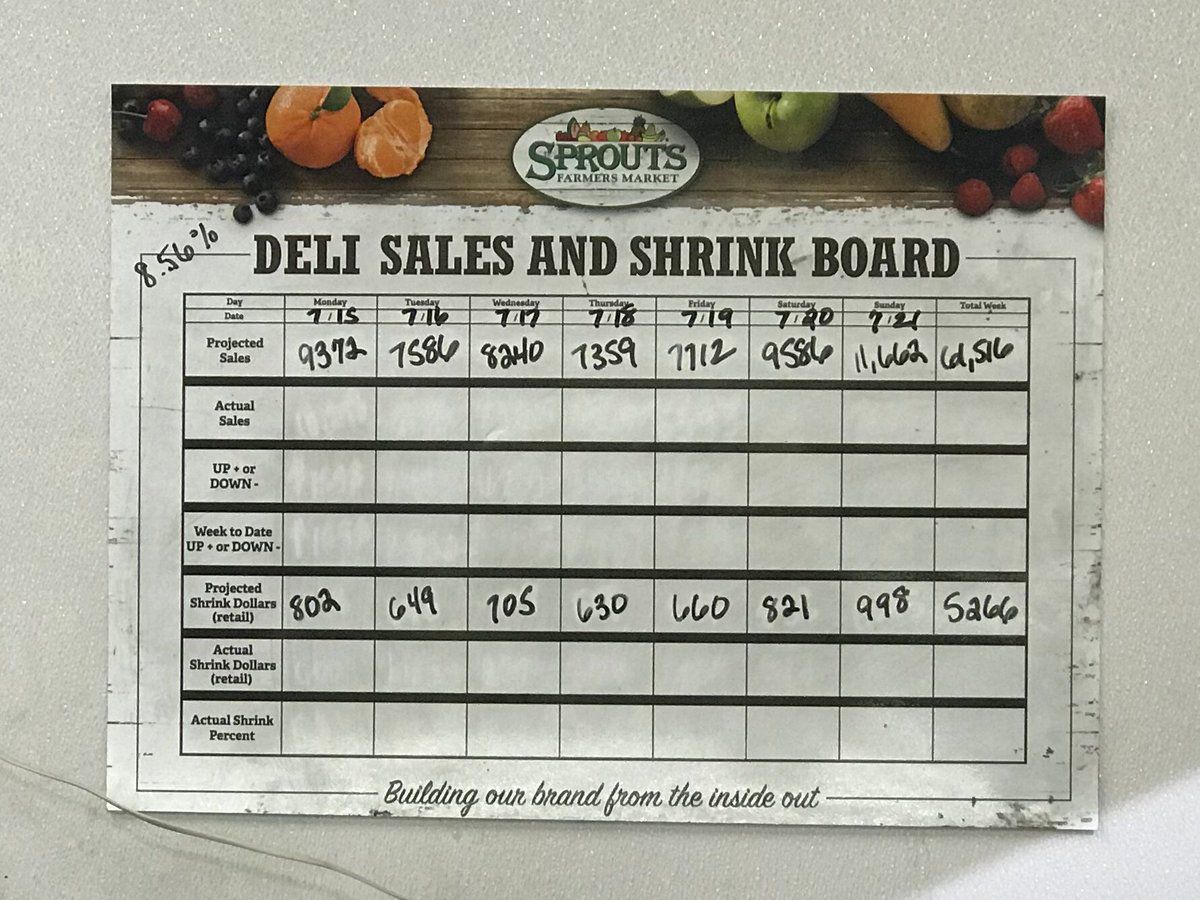 SPROUTS
FARMERS MARKET
8.56%
DELI SALES AND SHRINK BOARD
Day Monday Tuesday Wednesday Thursday Friday Saturday Sunday Total Week
Date 7/15 7/16 7/17 7/18 7/19 7/20 7/21
Projected Sales 9372 7586 8240 7359 7712 9586 11,662 61,516
Actual Sales
UP + or DOWN -
Week to Date UP + or DOWN -
Projected Shrink Dollars (retail) 802 649 705 630 660 821 998 5266
Actual Shrink Dollars (retail)
Actual Shrink Percent
Building our brand from the inside out